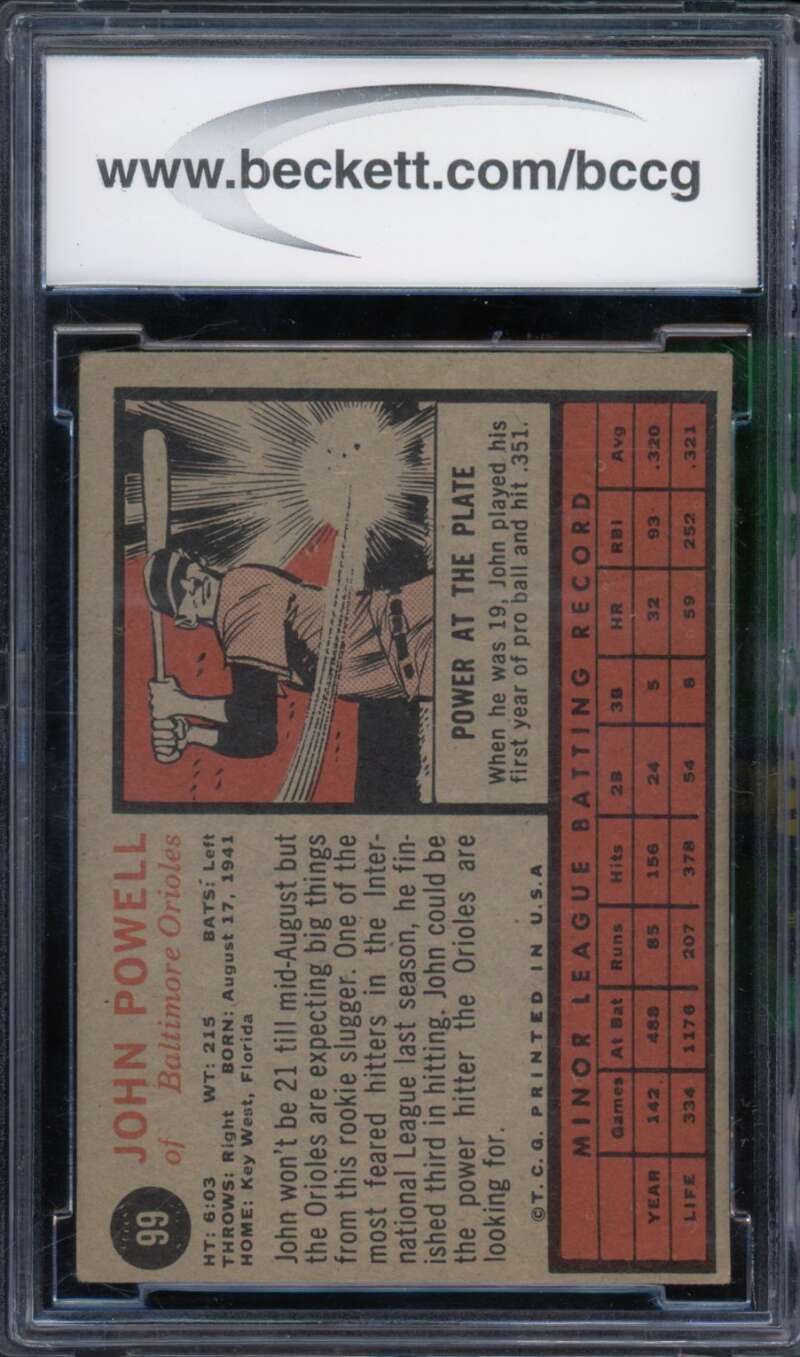 www.beckett.com/bccg
99
JOHN POWELL
of Baltimore Orioles
HT: 6:03 WT: 215 BATS: Left
THROWS: Right BORN: August 17, 1941
HOME: Key West, Florida
John won't be 21 till mid-August but
the Orioles are expecting big things
from this rookie slugger. One of the
most feared hitters in the Inter-
national League last season, he fin-
ished third in hitting. John could be
the power hitter the Orioles are
looking for.
©T. C. G. PRINTED IN U.S.A
POWER AT THE PLATE
When he was 19, John played his
first year of pro ball and hit .351.
MINOR LEAGUE BATTING RECORD
Games At Bat Runs Hits 2B 3B HR RBI Avg
YEAR 142 488 85 156 24 5 32 93 .320
LIFE 334 1176 207 378 54 8 59 252 .321